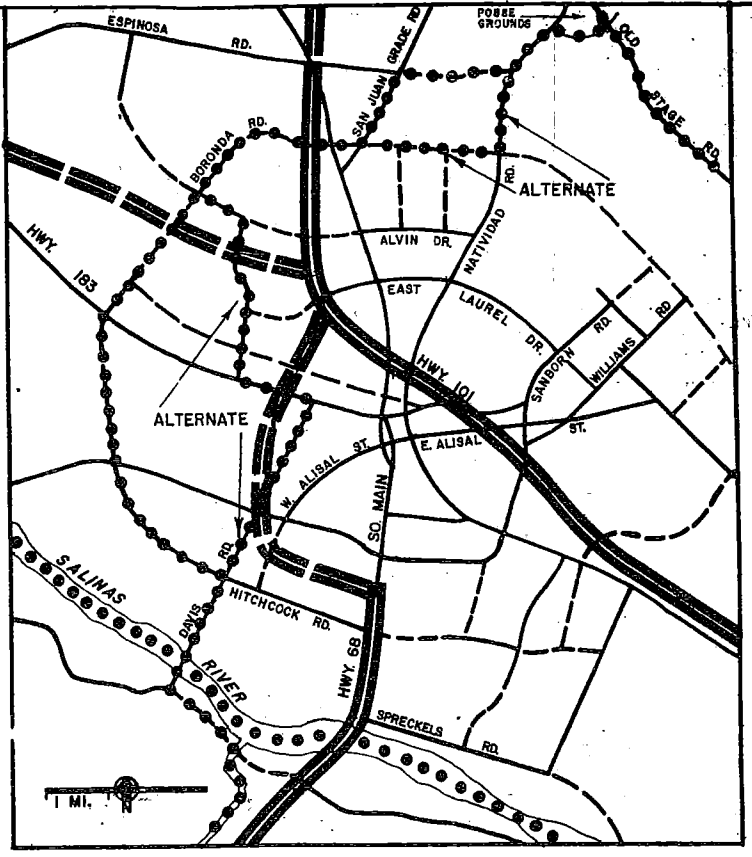 ESPINOSA RD.
SAN JUAN GRADE RD.
POSSE
GROUNDS
OLD STAGE RD.
BORONDA RD.
ALTERNATE
NATIVIDAD RD.
ALVIN DR.
HWY. 183
EAST LAUREL DR.
SANBORN RD.
WILLIAMS RD
HWY 101
ALTERNATE
W. ALISAL ST.
E. ALISAL ST.
SO. MAIN
SALINAS RIVER
DAVIS RD.
HITCHCOCK RD.
HWY. 68
SPRECKELS RD.
1 MI.
N